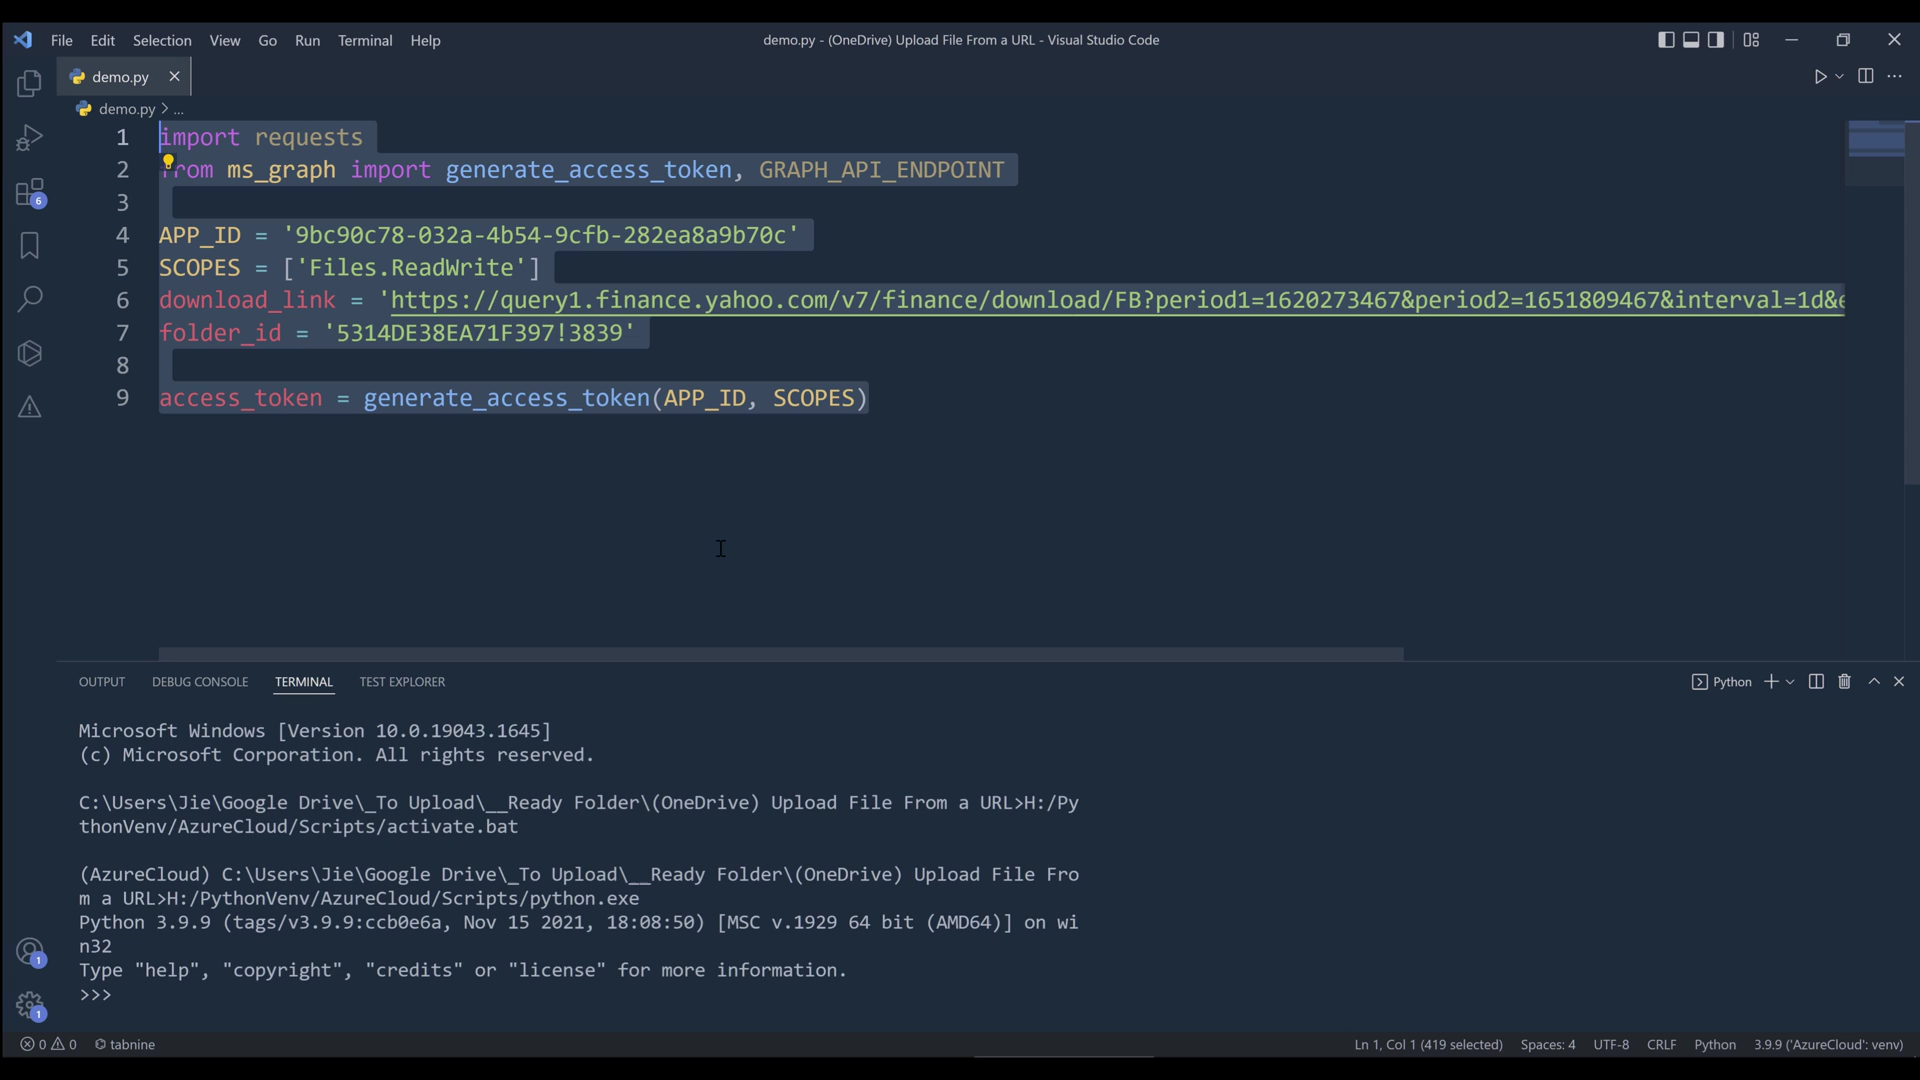 File Edit Selection View Go Run Terminal Help demo.py - (OneDrive) Upload File From a URL - Visual Studio Code
demo.py
demo.py > ...
1 import requests
2 from ms_graph import generate_access_token, GRAPH_API_ENDPOINT
3
4 APP_ID = '9bc90c78-032a-4b54-9cfb-282ea8a9b70c'
5 SCOPES = ['Files.ReadWrite']
6 download_link = 'https://query1.finance.yahoo.com/v7/finance/download/FB?period1=1620273467&period2=1651809467&interval=1d&e
7 folder_id = '5314DE38EA71F397!3839'
8
9 access_token = generate_access_token(APP_ID, SCOPES)
6
OUTPUT DEBUG CONSOLE TERMINAL TEST EXPLORER Python
Microsoft Windows [Version 10.0.19043.1645]
(c) Microsoft Corporation. All rights reserved.
C:\Users\Jie\Google Drive\_To Upload\__Ready Folder\(OneDrive) Upload File From a URL>H:/Py
thonVenv/AzureCloud/Scripts/activate.bat
(AzureCloud) C:\Users\Jie\Google Drive\_To Upload\__Ready Folder\(OneDrive) Upload File Fro
m a URL>H:/PythonVenv/AzureCloud/Scripts/python.exe
Python 3.9.9 (tags/v3.9.9:ccb0e6a, Nov 15 2021, 18:08:50) [MSC v.1929 64 bit (AMD64)] on wi
n32
Type "help", "copyright", "credits" or "license" for more information.
>>>
1
1
0 0 tabnine Ln 1, Col 1 (419 selected) Spaces: 4 UTF-8 CRLF Python 3.9.9 ('AzureCloud': venv)